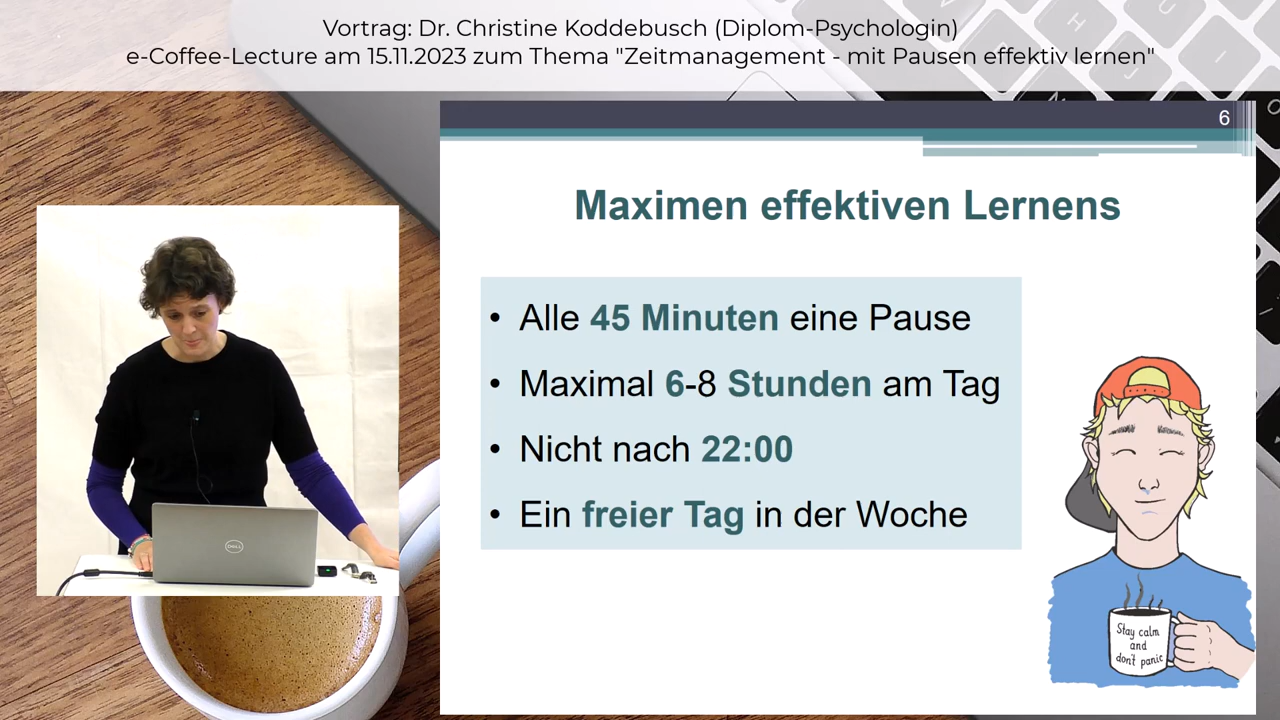 Vortrag: Dr. Christine Koddebusch (Diplom-Psychologin)
e-Coffee-Lecture am 15.11.2023 zum Thema "Zeitmanagement - mit Pausen effektiv lernen"
6
Maximen effektiven Lernens
• Alle 45 Minuten eine Pause
• Maximal 6-8 Stunden am Tag
• Nicht nach 22:00
• Ein freier Tag in der Woche
Stay calm
and
don't panic
DELL